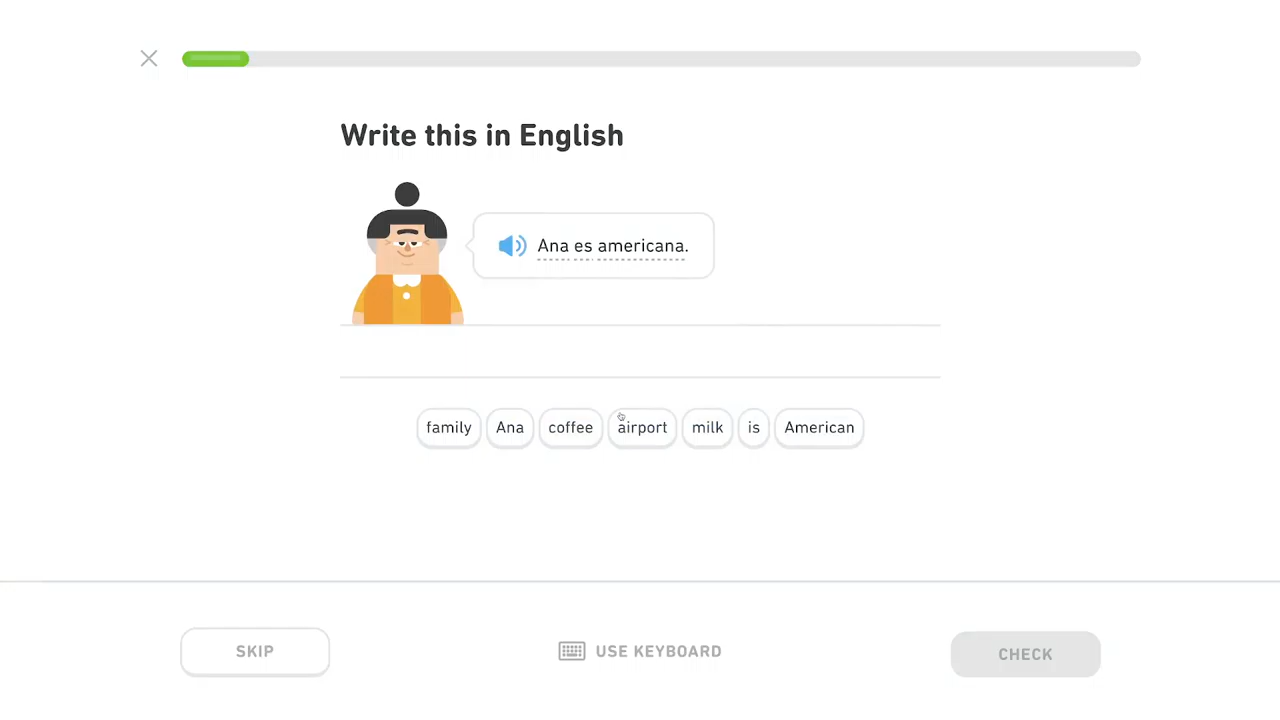 Write this in English
Ana es americana.
family Ana coffee airport milk is American
SKIP USE KEYBOARD CHECK